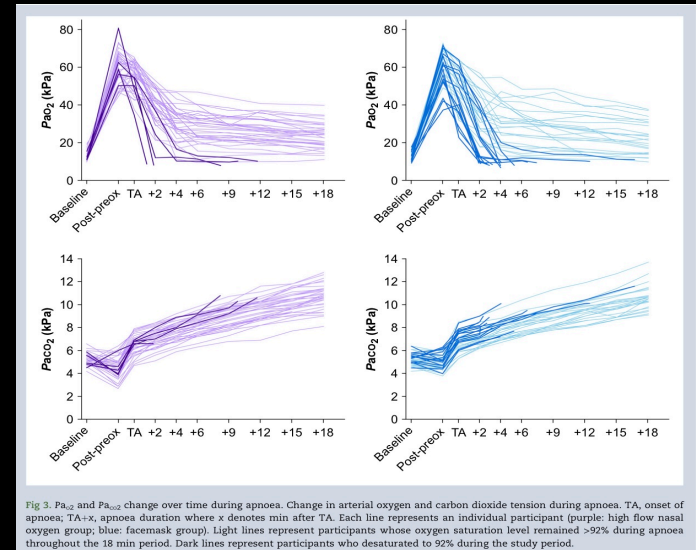 80
60
40
20
0
PaO2 (kPa)
Baseline
Post-preox
TA
+2
+4
+6
+9
+12
+15
+18
80
60
40
20
0
PaO2 (kPa)
Baseline
Post-preox
TA
+2
+4
+6
+9
+12
+15
+18
14
12
10
8
6
4
2
0
PaCO2 (kPa)
Baseline
Post-preox
TA
+2
+4
+6
+9
+12
+15
+18
14
12
10
8
6
4
2
0
PaCO2 (kPa)
Baseline
Post-preox
TA
+2
+4
+6
+9
+12
+15
+18
Fig 3. Pao2 and Paco2 change over time during apnoea. Change in arterial oxygen and carbon dioxide tension during apnoea. TA, onset of
apnoea; TA+x, apnoea duration where x denotes min after TA. Each line represents an individual participant (purple: high flow nasal
oxygen group; blue: facemask group). Light lines represent participants whose oxygen saturation level remained >92% during apnoea
throughout the 18 min period. Dark lines represent participants who desaturated to 92% during the study period.